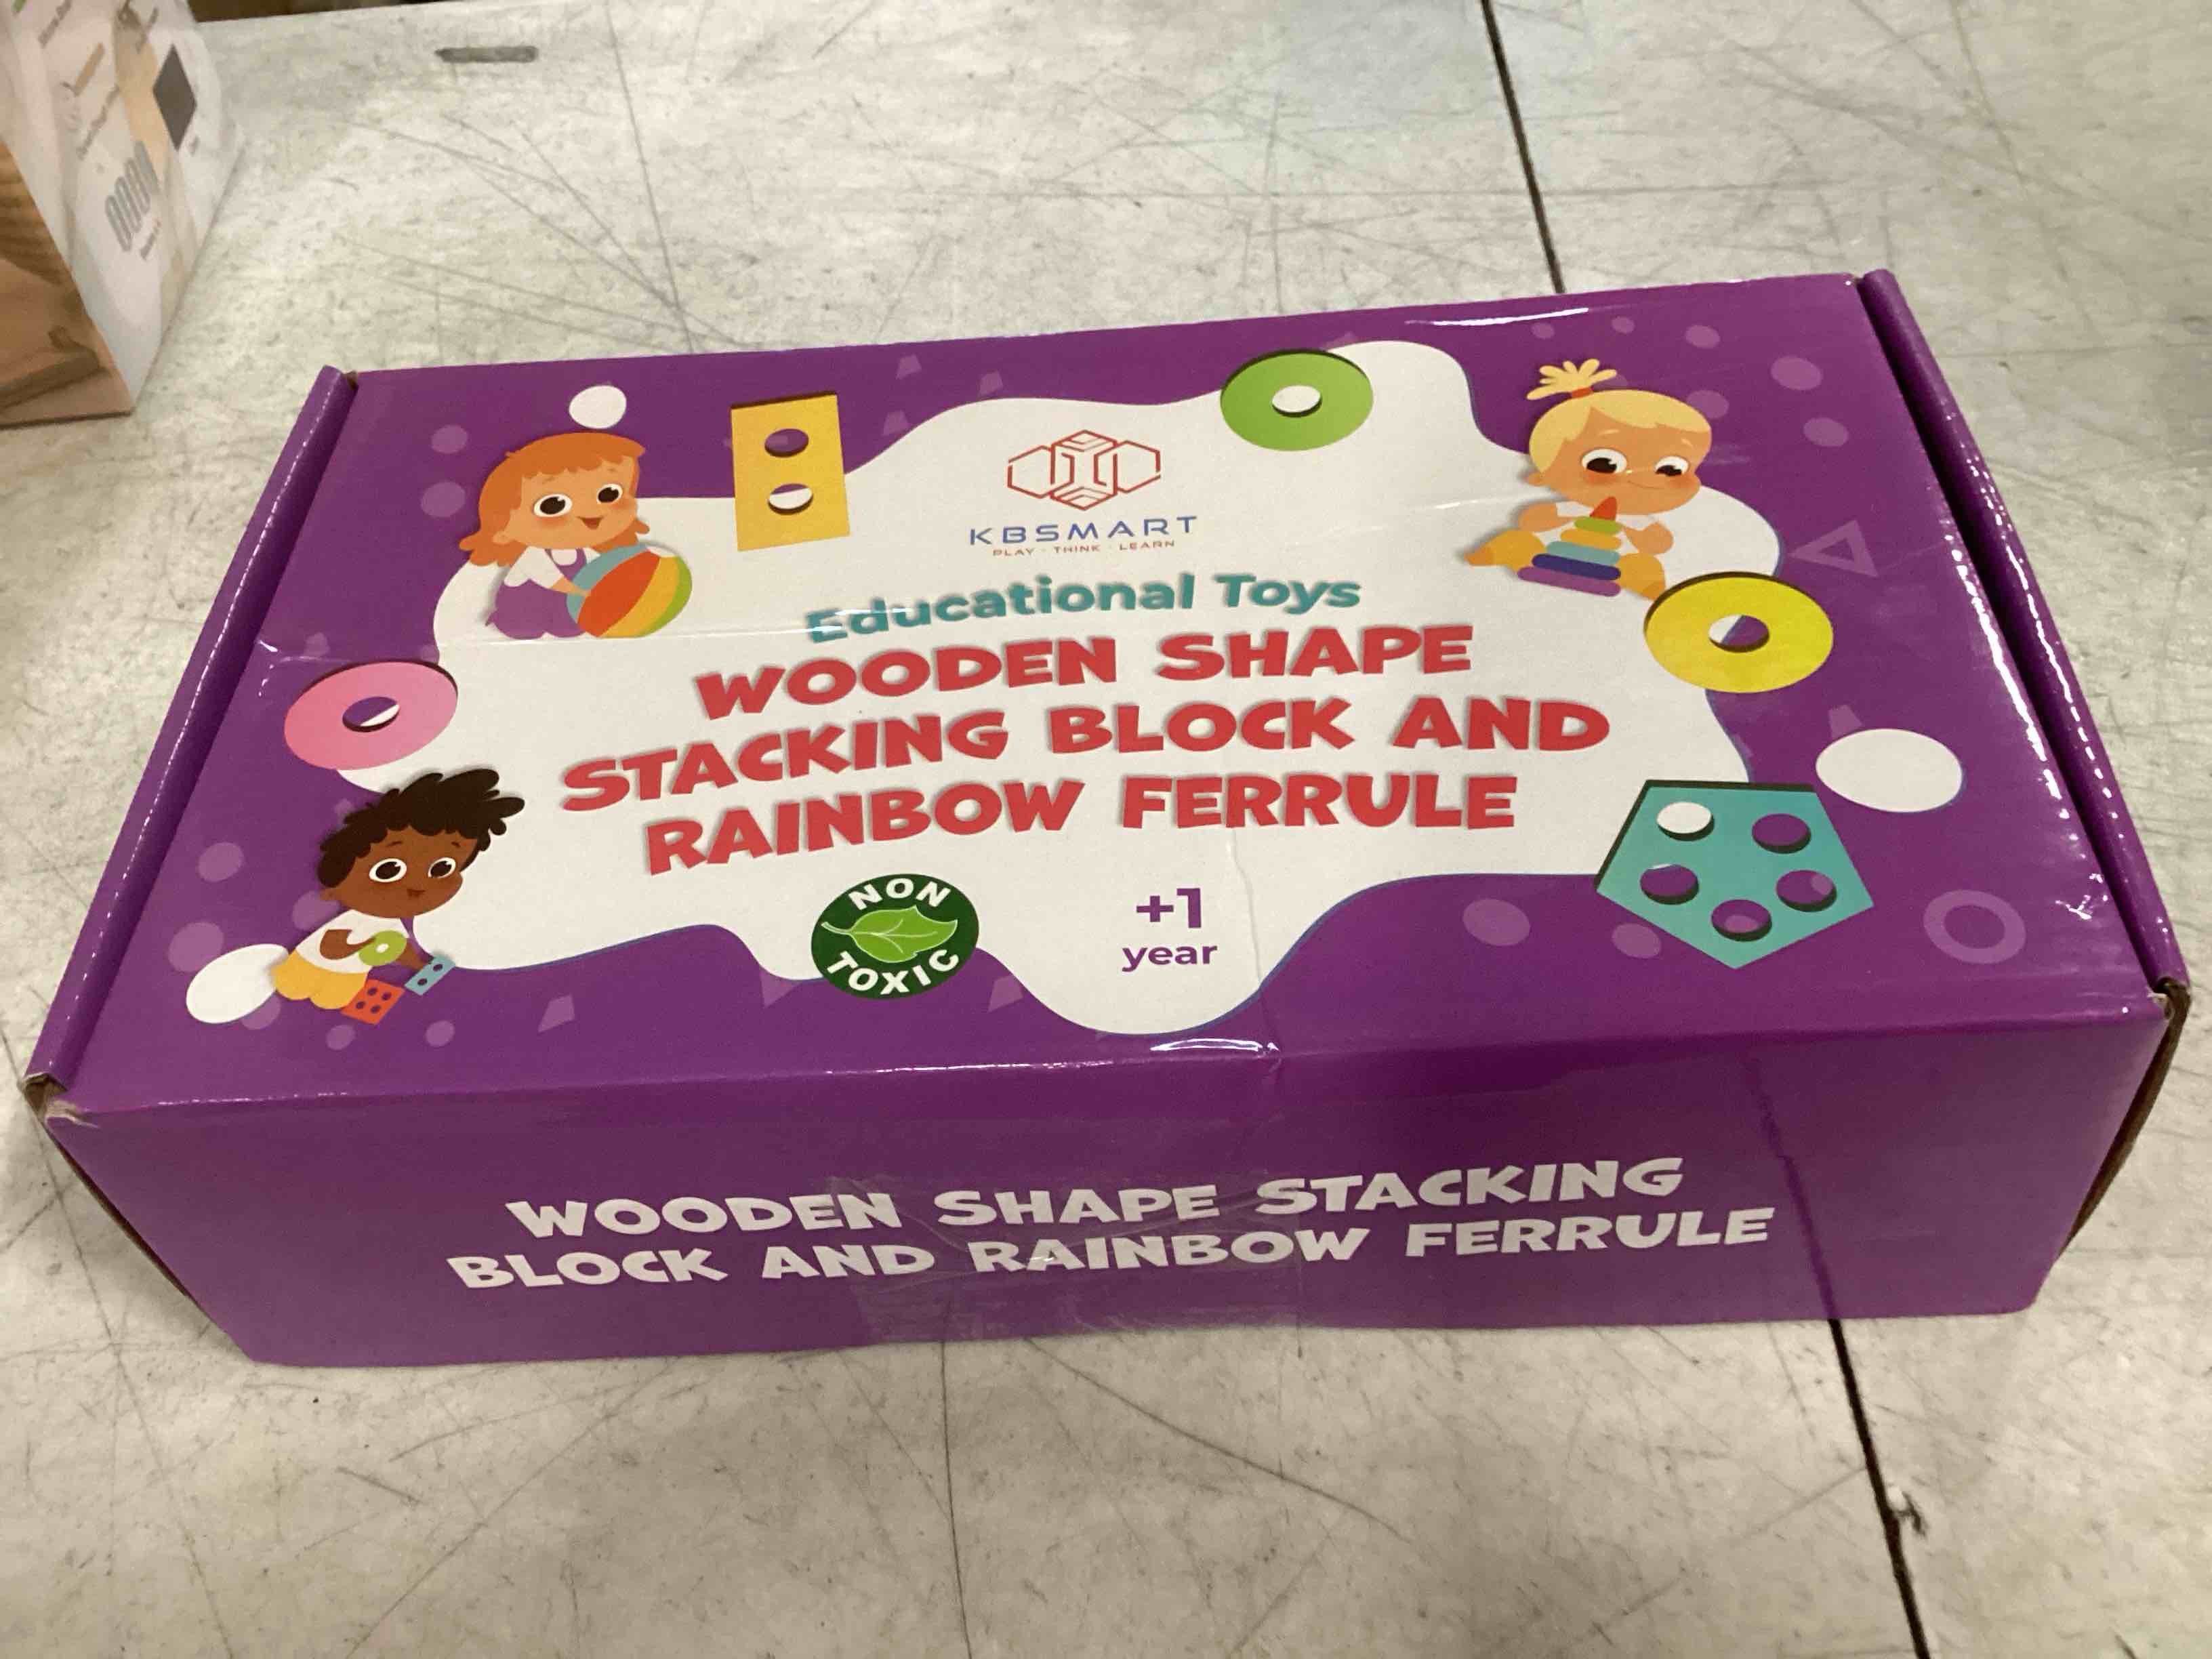 KBSMART
PLAY · THINK · LEARN
Educational Toys
WOODEN SHAPE
STACKING BLOCK AND
RAINBOW FERRULE
NON
TOXIC
+1
year
WOODEN SHAPE STACKING
BLOCK AND RAINBOW FERRULE